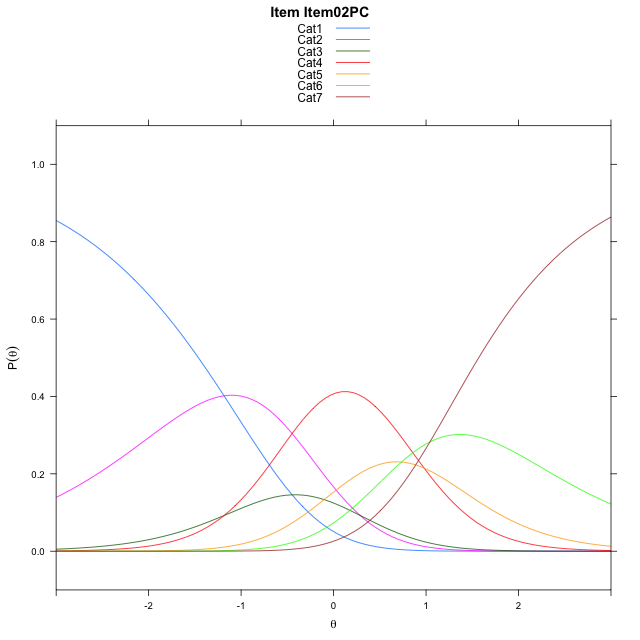 Item Item02PC
Cat1
Cat2
Cat3
Cat4
Cat5
Cat6
Cat7
1.0
0.8
0.6
0.4
0.2
0.0
P(θ)
-2
-1
0
1
2
θ